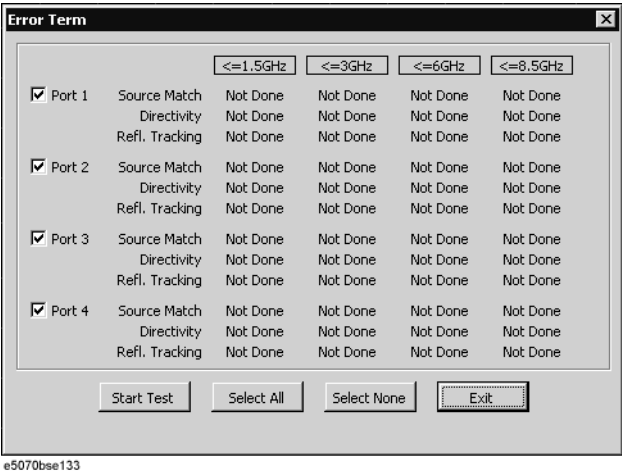 Error Term
<=1.5GHz <=3GHz <=6GHz <=8.5GHz
Port 1 Source Match Not Done Not Done Not Done Not Done
Directivity Not Done Not Done Not Done Not Done
Refl. Tracking Not Done Not Done Not Done Not Done
Port 2 Source Match Not Done Not Done Not Done Not Done
Directivity Not Done Not Done Not Done Not Done
Refl. Tracking Not Done Not Done Not Done Not Done
Port 3 Source Match Not Done Not Done Not Done Not Done
Directivity Not Done Not Done Not Done Not Done
Refl. Tracking Not Done Not Done Not Done Not Done
Port 4 Source Match Not Done Not Done Not Done Not Done
Directivity Not Done Not Done Not Done Not Done
Refl. Tracking Not Done Not Done Not Done Not Done
Start Test Select All Select None Exit
e5070bse133